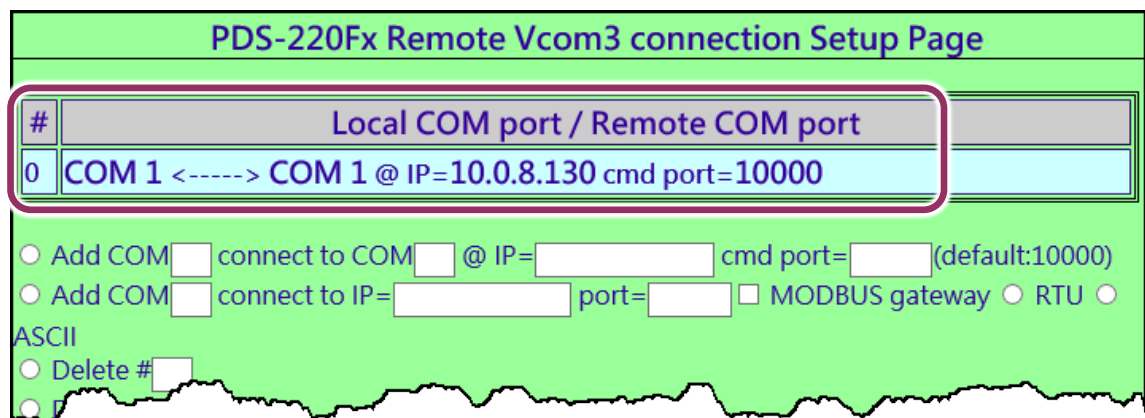 PDS-220Fx Remote Vcom3 connection Setup Page
# Local COM port / Remote COM port
0 COM 1 <-----> COM 1 @ IP=10.0.8.130 cmd port=10000
Add COM connect to COM @ IP= cmd port= (default:10000)
Add COM connect to IP= port= MODBUS gateway RTU
ASCII
Delete #